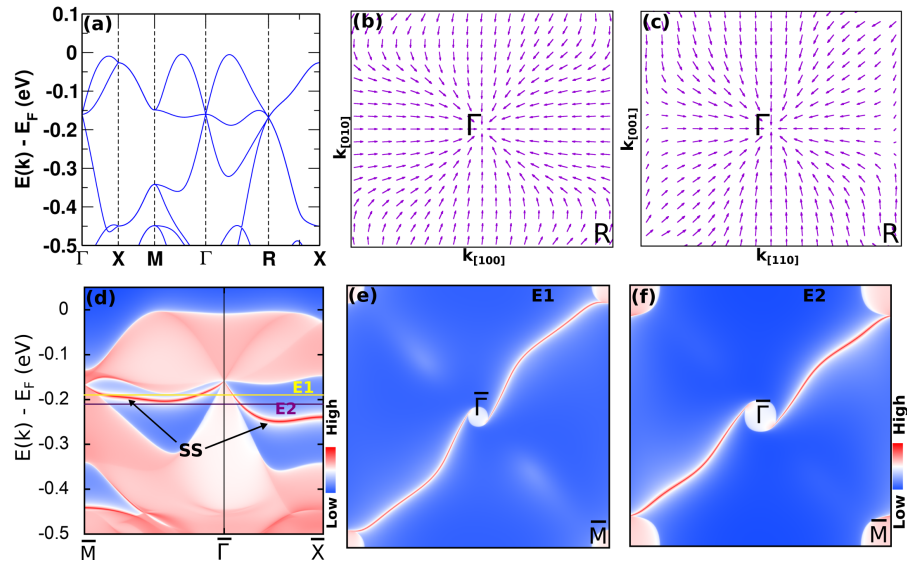 (a)
E(k) - E_F (eV)
0.1
0
-0.1
-0.2
-0.3
-0.4
-0.5
Γ X M Γ R X
(b)
k[010]
Γ
R
k[100]
(c)
k[001]
Γ
R
k[110]
(d)
E(k) - E_F (eV)
0
-0.1
-0.2
-0.3
-0.4
-0.5
E1
E2
SS
M̅ Γ̅ X̅
High
Low
(e)
E1
Γ̅
M̅
(f)
E2
Γ̅
M̅
High
Low